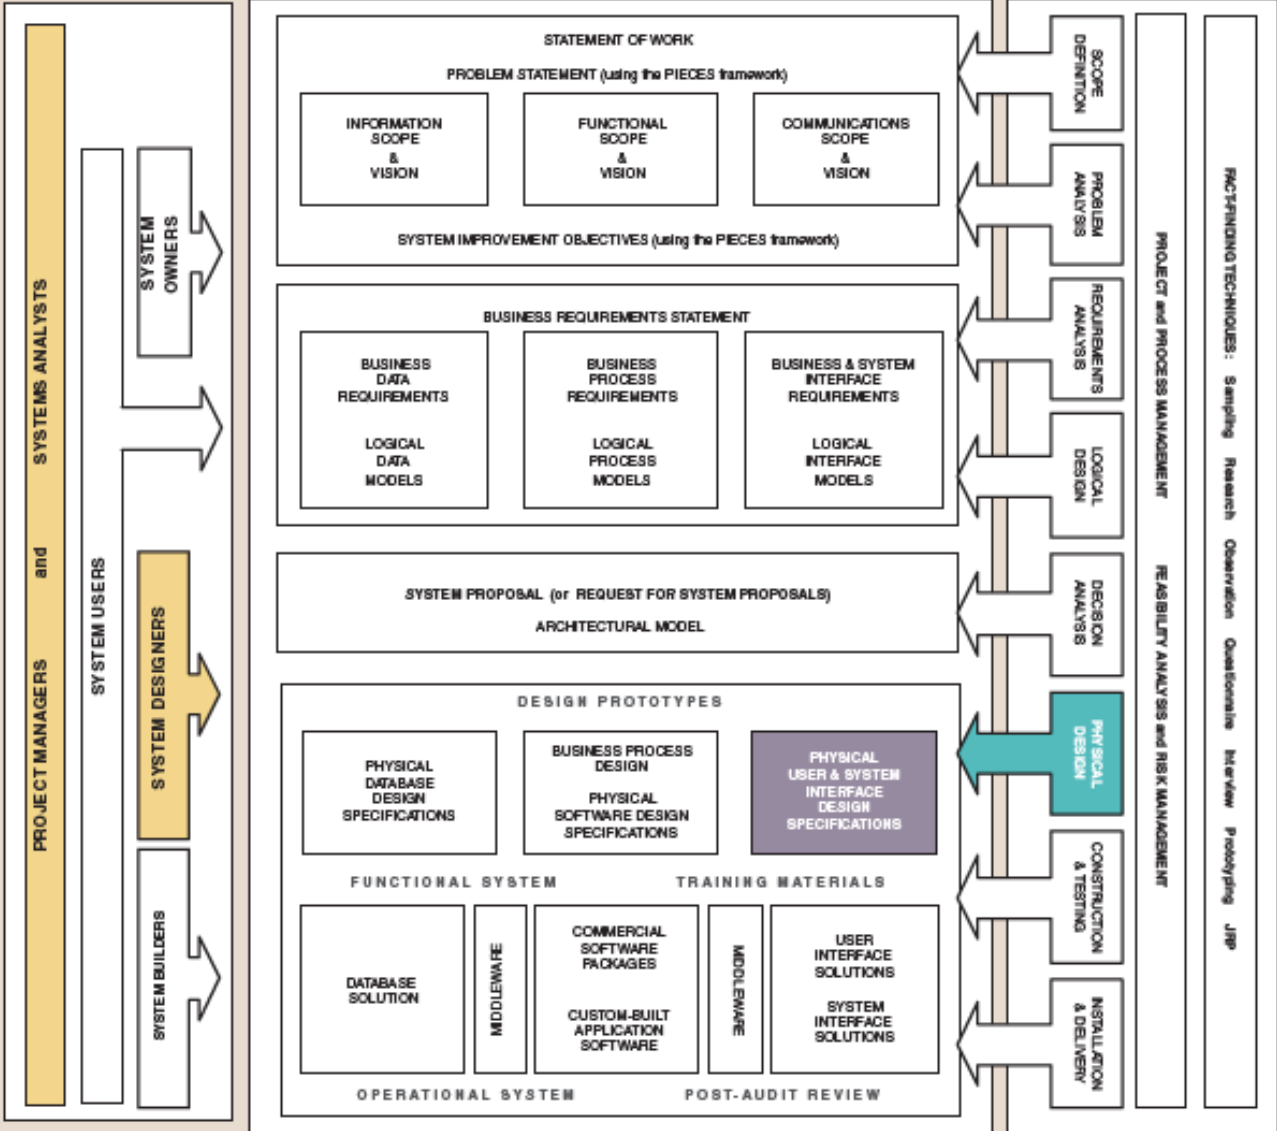 PROJECT MANAGERS and SYSTEMS ANALYSTS
SYSTEM USERS
SYSTEM
OWNERS
SYSTEM DESIGNERS
SYSTEM BUILDERS
STATEMENT OF WORK
PROBLEM STATEMENT (using the PIECES framework)
INFORMATION
SCOPE
&
VISION
FUNCTIONAL
SCOPE
&
VISION
COMMUNICATIONS
SCOPE
&
VISION
SYSTEM IMPROVEMENT OBJECTIVES (using the PIECES framework)
BUSINESS REQUIREMENTS STATEMENT
BUSINESS
DATA
REQUIREMENTS
LOGICAL
DATA
MODELS
BUSINESS
PROCESS
REQUIREMENTS
LOGICAL
PROCESS
MODELS
BUSINESS & SYSTEM
INTERFACE
REQUIREMENTS
LOGICAL
INTERFACE
MODELS
SYSTEM PROPOSAL (or REQUEST FOR SYSTEM PROPOSALS)
ARCHITECTURAL MODEL
DESIGN PROTOTYPES
PHYSICAL
DATABASE
DESIGN
SPECIFICATIONS
BUSINESS PROCESS
DESIGN
PHYSICAL
SOFTWARE DESIGN
SPECIFICATIONS
PHYSICAL
USER & SYSTEM
INTERFACE
DESIGN
SPECIFICATIONS
FUNCTIONAL SYSTEM
TRAINING MATERIALS
DATABASE
SOLUTION
MIDDLEWARE
COMMERCIAL
SOFTWARE
PACKAGES
CUSTOM-BUILT
APPLICATION
SOFTWARE
MIDDLEWARE
USER
INTERFACE
SOLUTIONS
SYSTEM
INTERFACE
SOLUTIONS
OPERATIONAL SYSTEM
POST-AUDIT REVIEW
SCOPE
DEFINITION
PROBLEM
ANALYSIS
REQUIREMENTS
ANALYSIS
LOGICAL
DESIGN
DECISION
ANALYSIS
PHYSICAL
DESIGN
CONSTRUCTION
& TESTING
INSTALLATION
& DELIVERY
PROJECT and PROCESS MANAGEMENT FEASIBILITY ANALYSIS and RISK MANAGEMENT
FACT-FINDING TECHNIQUES: Sampling Research Observation Questionnaire Interview Prototyping JRP